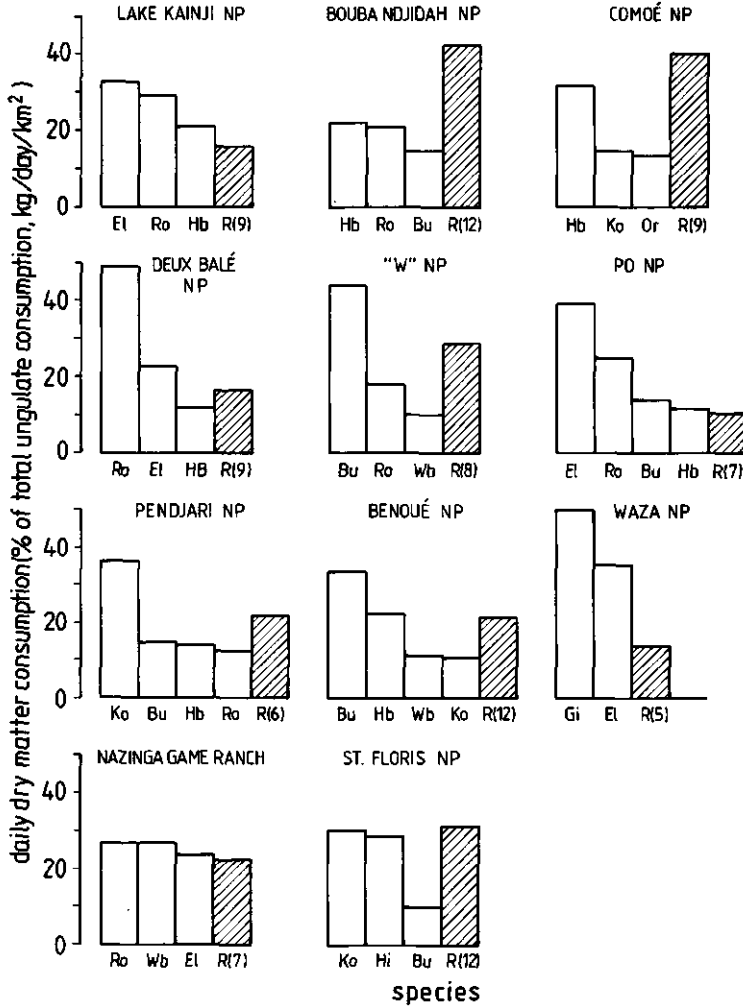 LAKE KAINJI NP
BOUBA NDJIDAH NP
COMOÉ NP
40
20
0
El Ro Hb R(9)
Hb Ro Bu R(12)
Hb Ko Or R(9)
DEUX BALÉ
NP
"W" NP
PO NP
40
20
0
Ro El HB R(9)
Bu Ro Wb R(8)
El Ro Bu Hb R(7)
PENDJARI NP
BENOUÉ NP
WAZA NP
40
20
0
Ko Bu Hb Ro R(6)
Bu Hb Wb Ko R(12)
Gi El R(5)
NAZINGA GAME RANCH
ST. FLORIS NP
40
20
0
Ro Wb El R(7)
Ko Hi Bu R(12)
species
daily dry matter consumption(% of total ungulate consumption, kg/day/km²)